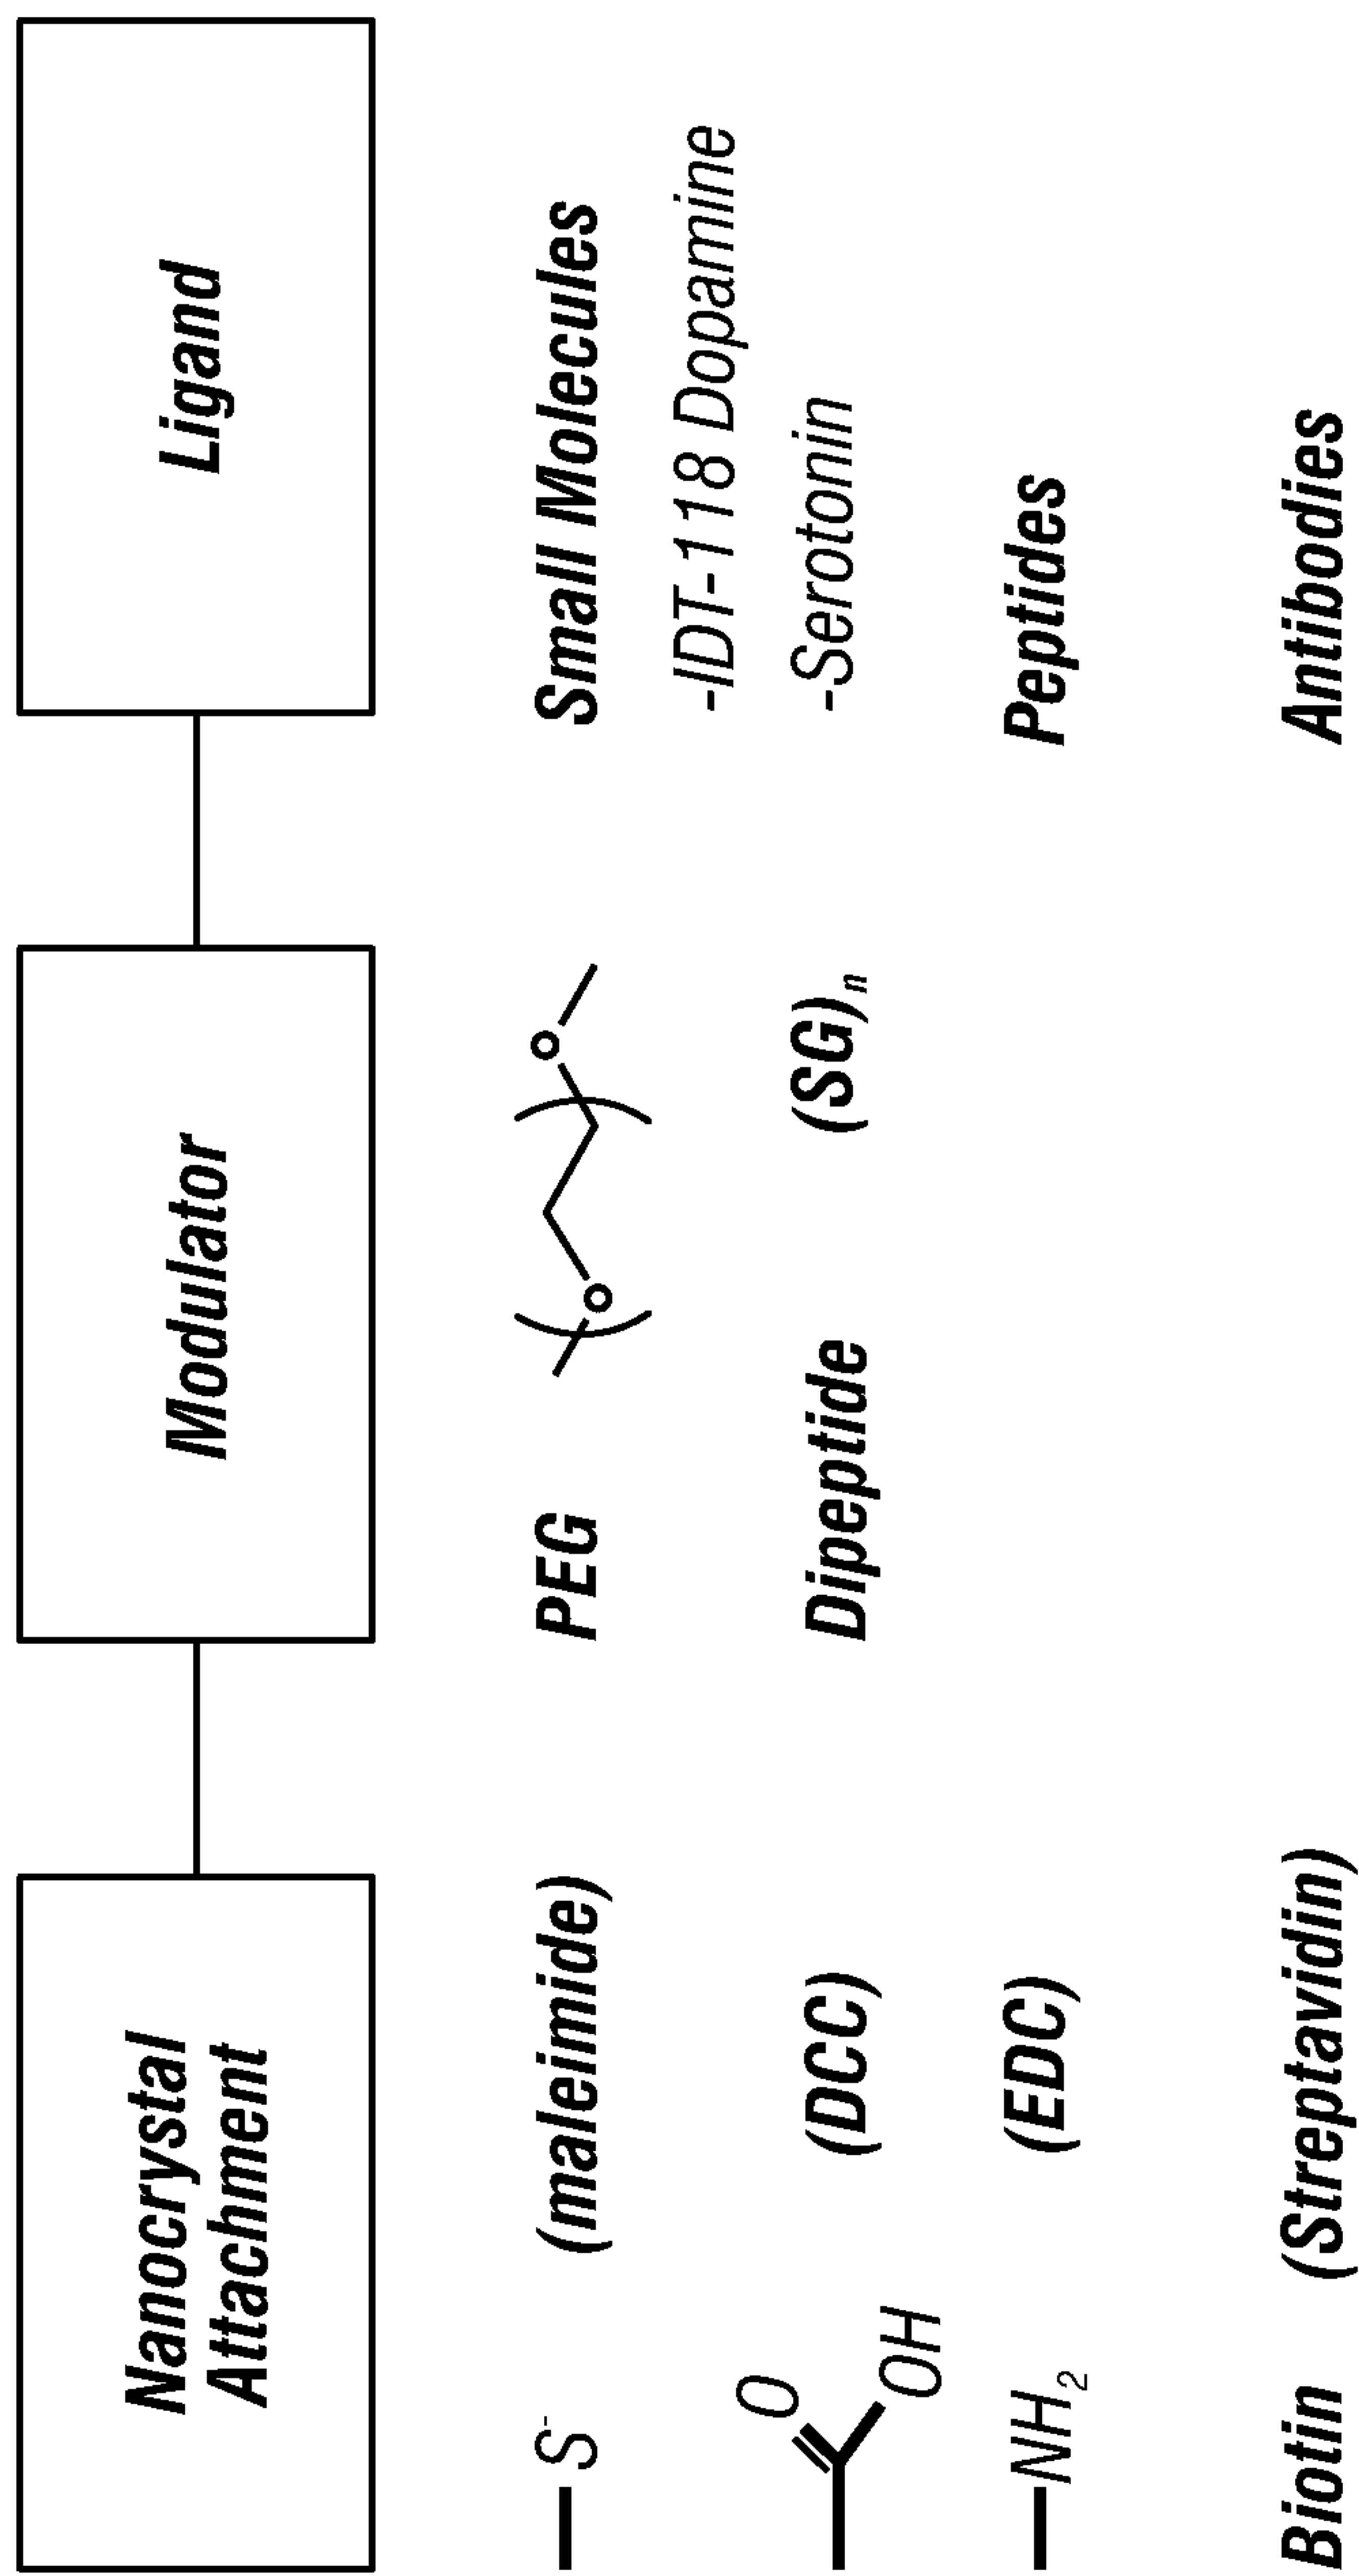 Nanocrystal
Attachment
Modulator
Ligand
S⁻ (maleimide)
PEG
O O
Small Molecules
-IDT-118 Dopamine
O
OH
(DCC)
Dipeptide (SG)n
-Serotonin
NH2 (EDC)
Peptides
Biotin (Streptavidin)
Antibodies